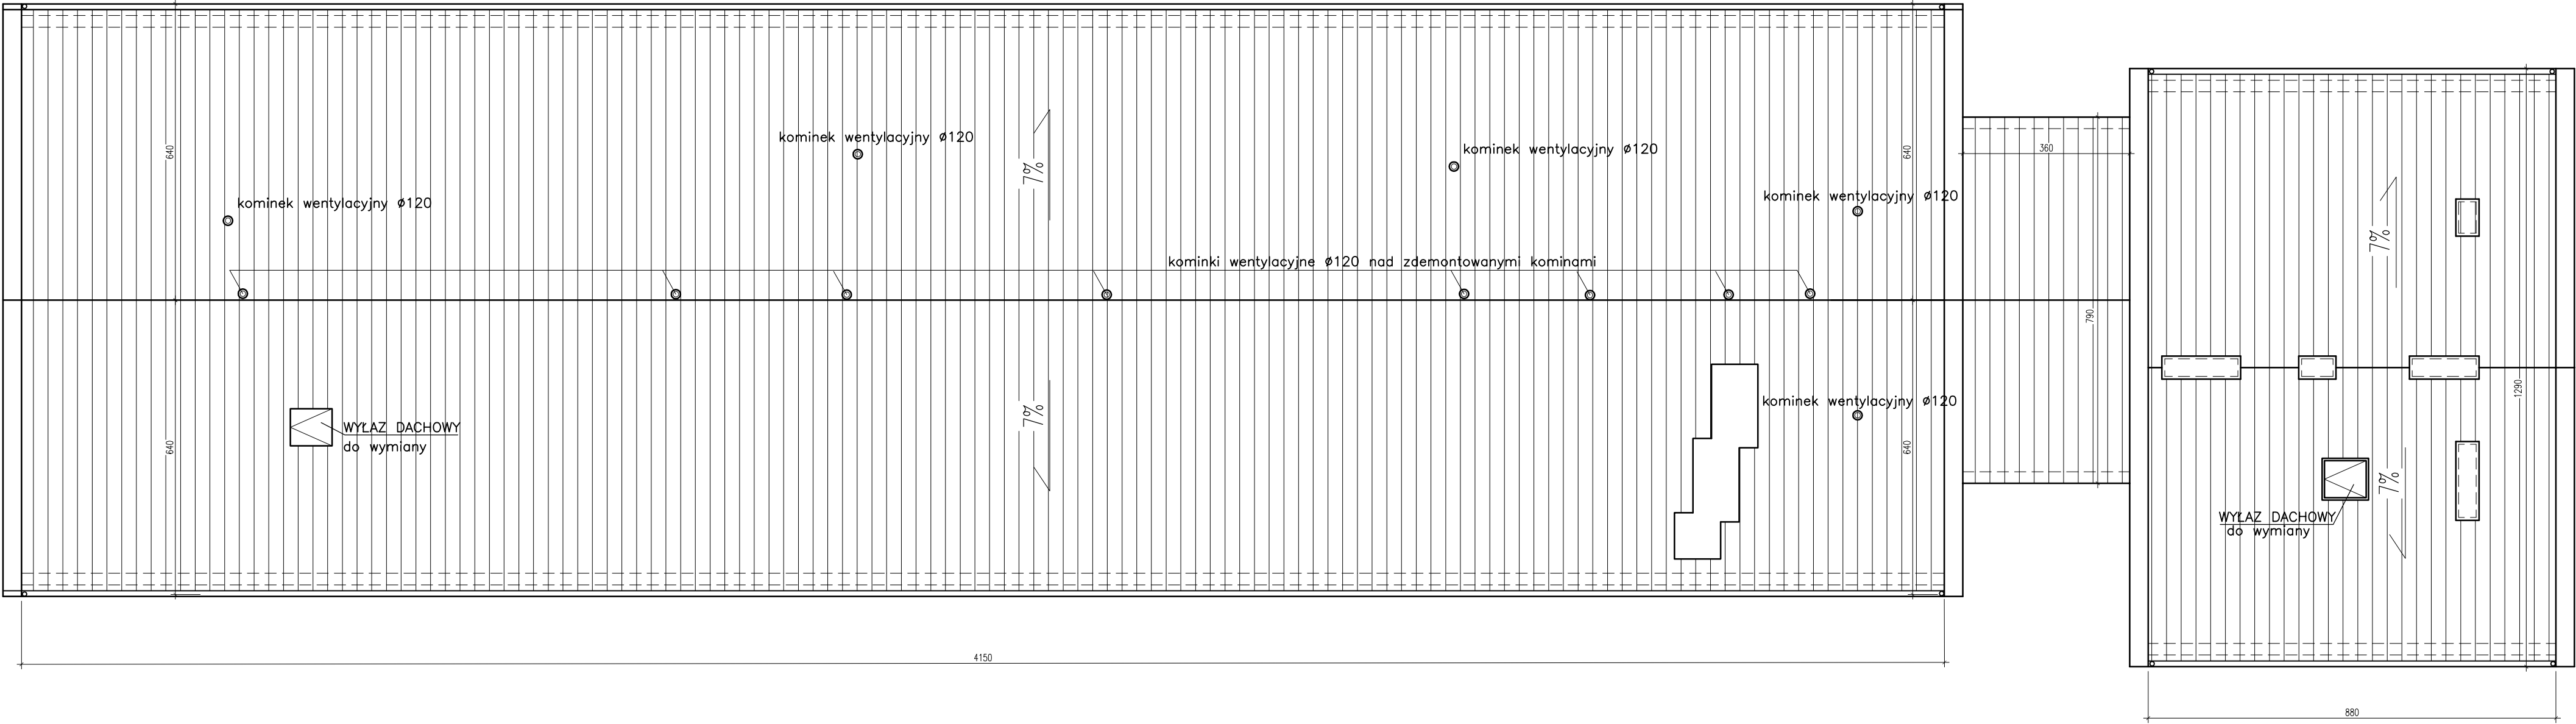 kominek wentylacyjny ø120
kominek wentylacyjny ø120
kominek wentylacyjny ø120
kominek wentylacyjny ø120
kominki wentylacyjne ø120 nad zdemontowanymi kominami
640
7%
640
360
7%
790
640
WYŁAZ DACHOWY
do wymiany
7%
kominek wentylacyjny ø120
640
1290
7%
WYŁAZ DACHOWY
do wymiany
4150
880